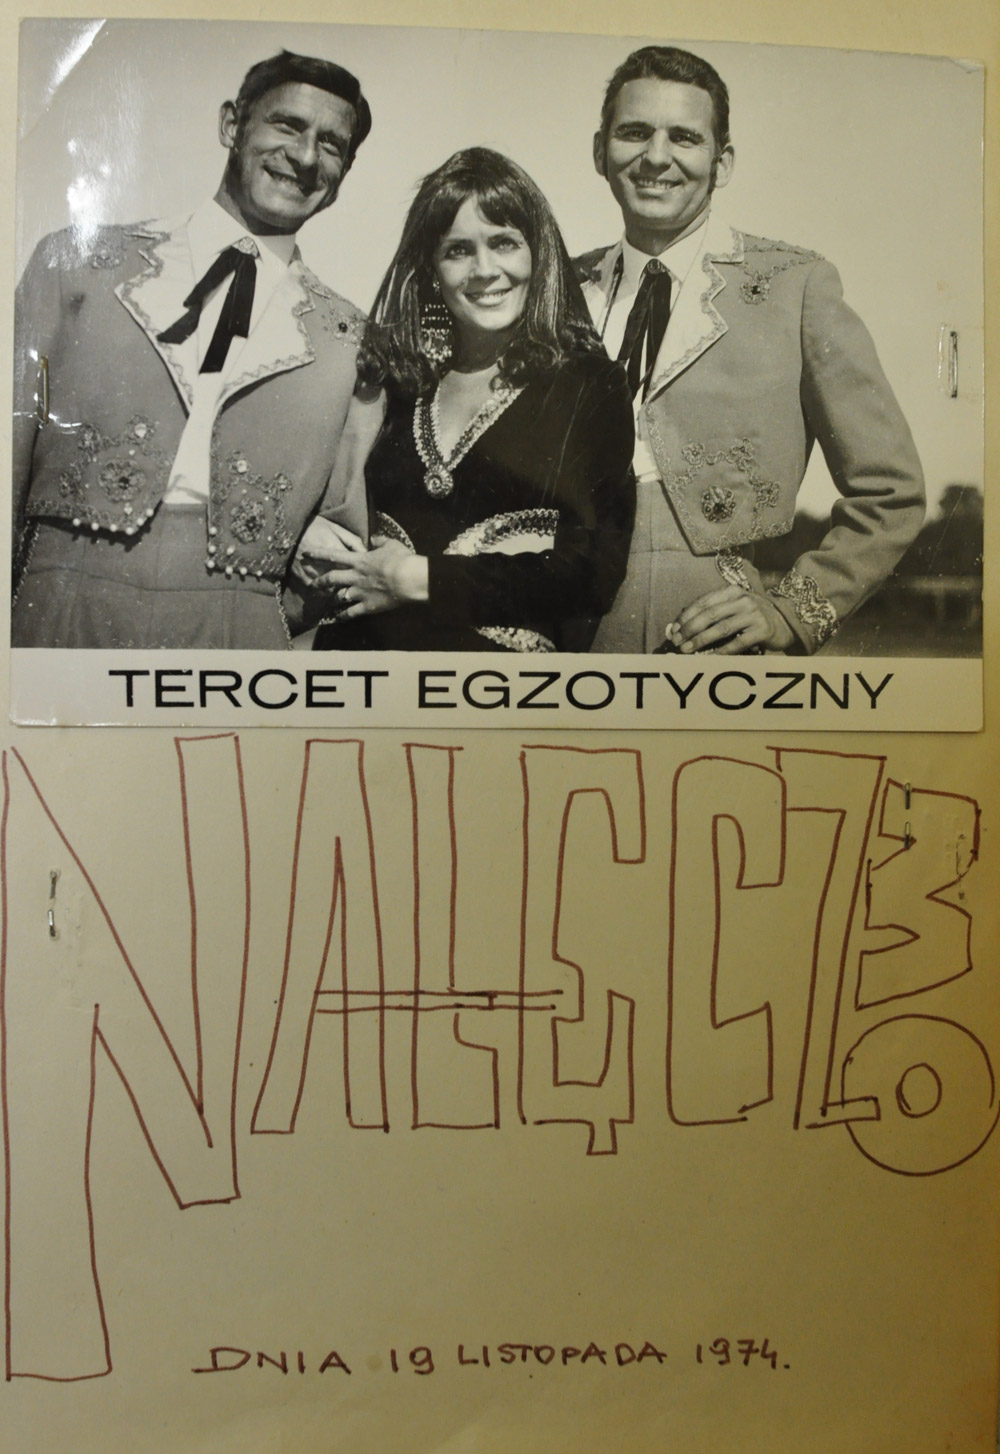 TERCET EGZOTYCZNY
NAŁĘCZÓW
DNIA 19 LISTOPADA 1974.